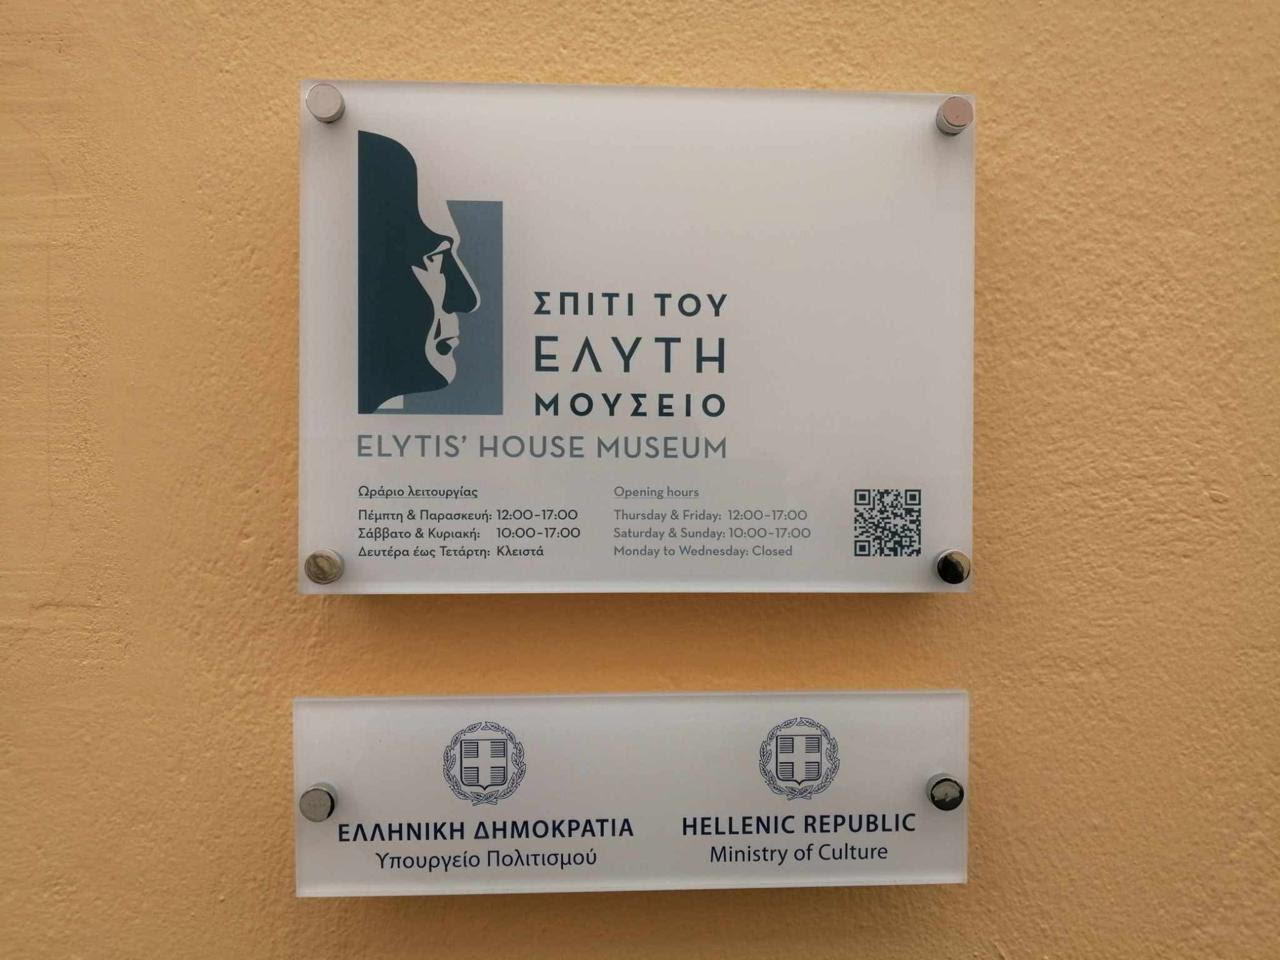 ΣΠΙΤΙ ΤΟΥ
ΕΛΥΤΗ
ΜΟΥΣΕΙΟ
ELYTIS' HOUSE MUSEUM
Ωράριο λειτουργίας
Πέμπτη & Παρασκευή: 12:00-17:00
Σάββατο & Κυριακή: 10:00-17:00
Δευτέρα έως Τετάρτη: Κλειστά
Opening hours
Thursday & Friday: 12:00-17:00
Saturday & Sunday: 10:00-17:00
Monday to Wednesday: Closed
ΕΛΛΗΝΙΚΗ ΔΗΜΟΚΡΑΤΙΑ
Υπουργείο Πολιτισμού
HELLENIC REPUBLIC
Ministry of Culture